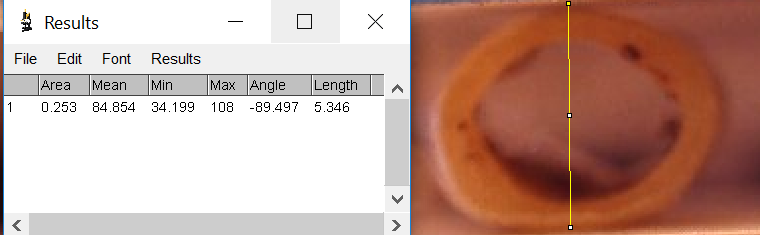 Results
File Edit Font Results
Area Mean Min Max Angle Length
1 0.253 84.854 34.199 108 -89.497 5.346